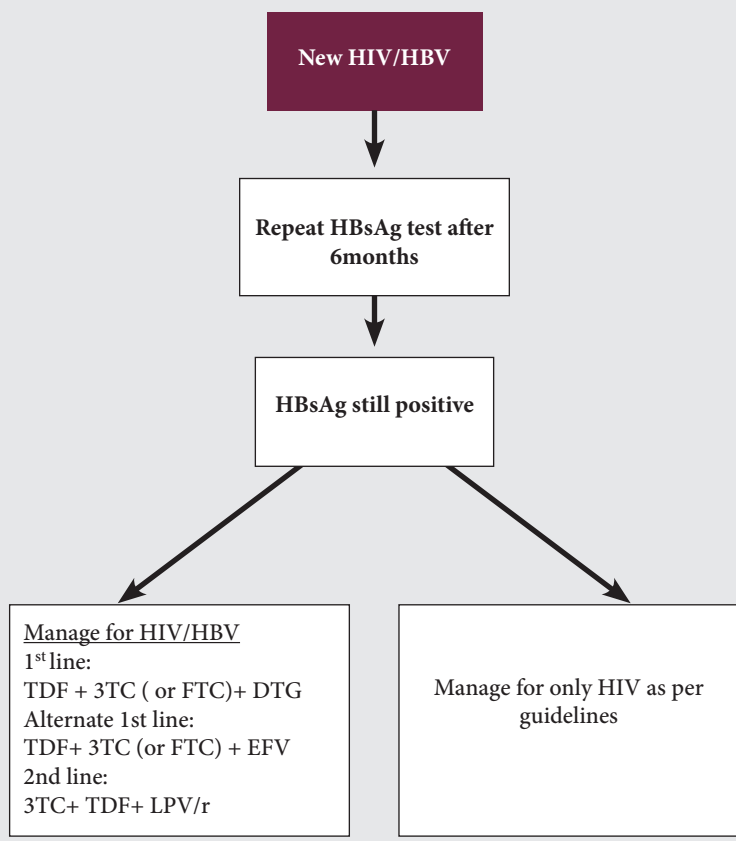 New HIV/HBV
Repeat HBsAg test after
6months
HBsAg still positive
Manage for HIV/HBV
1st line:
TDF + 3TC ( or FTC)+ DTG
Alternate 1st line:
TDF+ 3TC (or FTC) + EFV
2nd line:
3TC+ TDF+ LPV/r
Manage for only HIV as per
guidelines